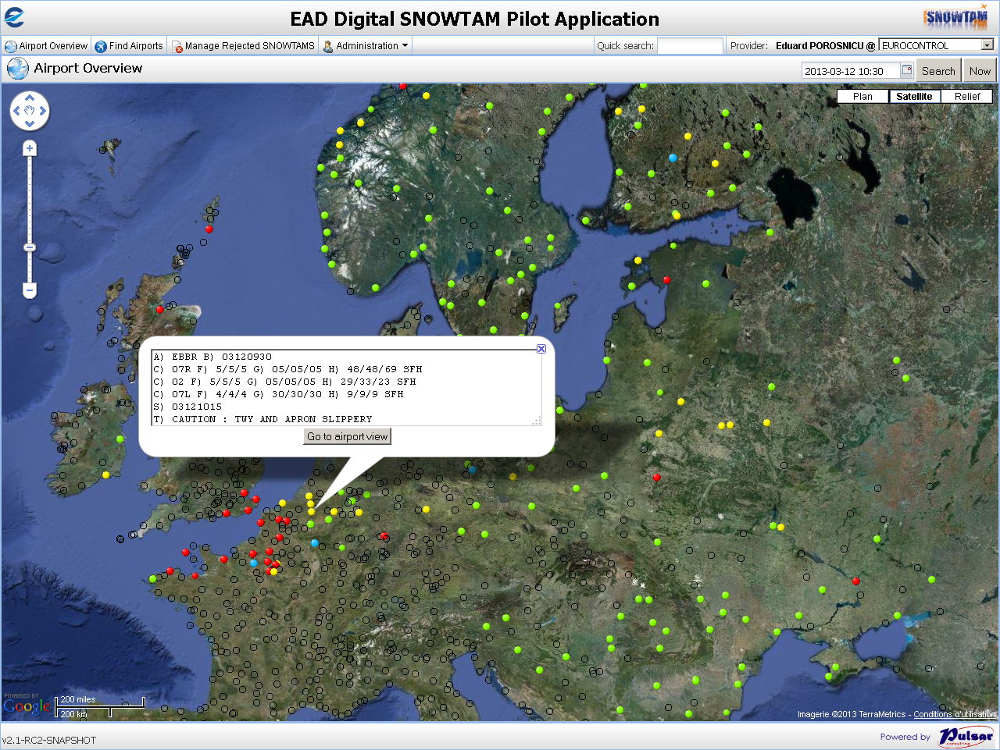 EAD Digital SNOWTAM Pilot Application
SNOWTAM
Airport Overview
Find Airports
Manage Rejected SNOWTAMS
Administration
Quick search:
Provider: Eduard POROSNICU @ EUROCONTROL
Airport Overview
2013-03-12 10:30
Search
Now
Plan
Satellite
Relief
A) EBBR B) 03120930
C) 07R F) 5/5/5 G) 05/05/05 H) 48/48/69 SFH
C) 02 F) 5/5/5 G) 05/05/05 H) 29/33/23 SFH
C) 07L F) 4/4/4 G) 30/30/30 H) 9/9/9 SFH
S) 03121015
T) CAUTION : TWY AND APRON SLIPPERY
Go to airport view
POWERED BY
Google
200 miles
200 km
Imagerie ©2013 TerraMetrics - Conditions d'utilisation
v2.1-RC2-SNAPSHOT
Powered by Pulsar
consulting